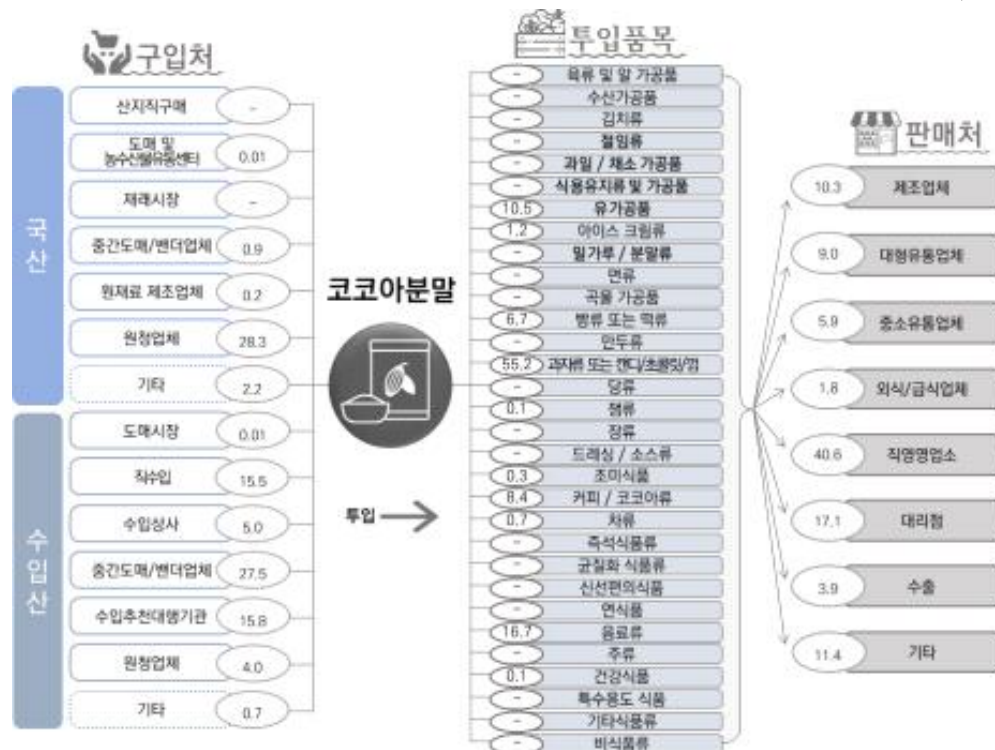 구입처
국산
산지직구매 -
도매 및
농수산물유통센터 0.01
재래시장 -
중간도매/밴더업체 0.9
원재료 제조업체 0.2
원청업체 28.3
기타 2.2
수입산
도매시장 0.01
직수입 15.5
수입상사 5.0
중간도매/밴더업체 27.5
수입추천대행기관 15.8
원청업체 4.0
기타 0.7
코코아분말
투입
투입품목
- 육류 및 알 가공품
- 수산가공품
- 김치류
- 절임류
- 과일 / 채소 가공품
- 식용유지류 및 가공품
10.5 유가공품
1.2 아이스 크림류
- 밀가루 / 분말류
- 면류
- 곡물 가공품
6.7 빵류 또는 떡류
- 만두류
55.2 과자류 또는 캔디/초콜릿/껌
- 당류
0.1 잼류
- 장류
- 드레싱 / 소스류
0.3 조미식품
8.4 커피 / 코코아류
0.7 차류
- 즉석식품류
- 균질화 식품류
- 신선편의식품
- 연식품
16.7 음료류
- 주류
0.1 건강식품
- 특수용도 식품
- 기타식품류
- 비식품류
판매처
10.3 제조업체
9.0 대형유통업체
5.9 중소유통업체
1.8 외식/급식업체
40.6 직영영업소
17.1 대리점
3.9 수출
11.4 기타